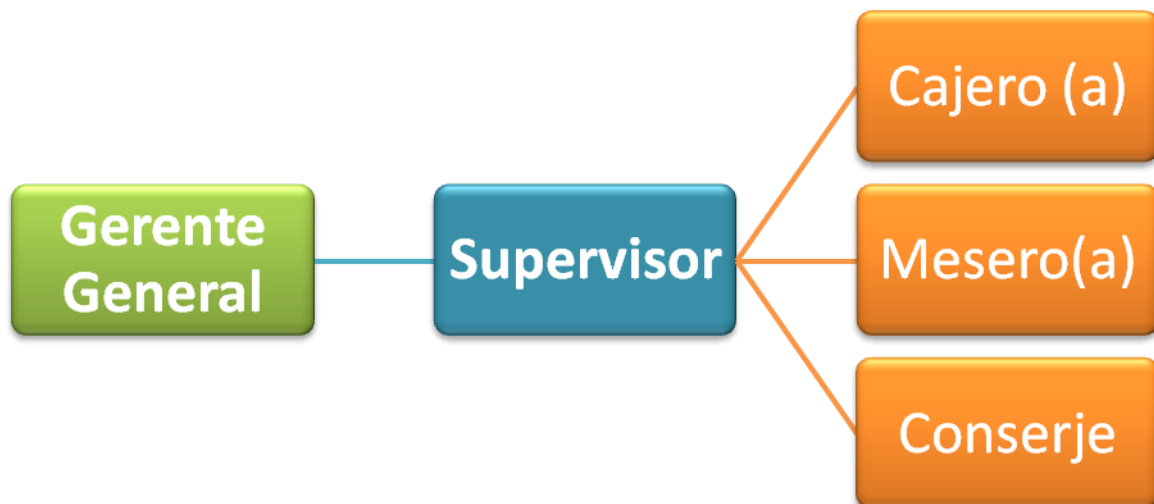 Gerente
General
Supervisor
Cajero (a)
Mesero(a)
Conserje